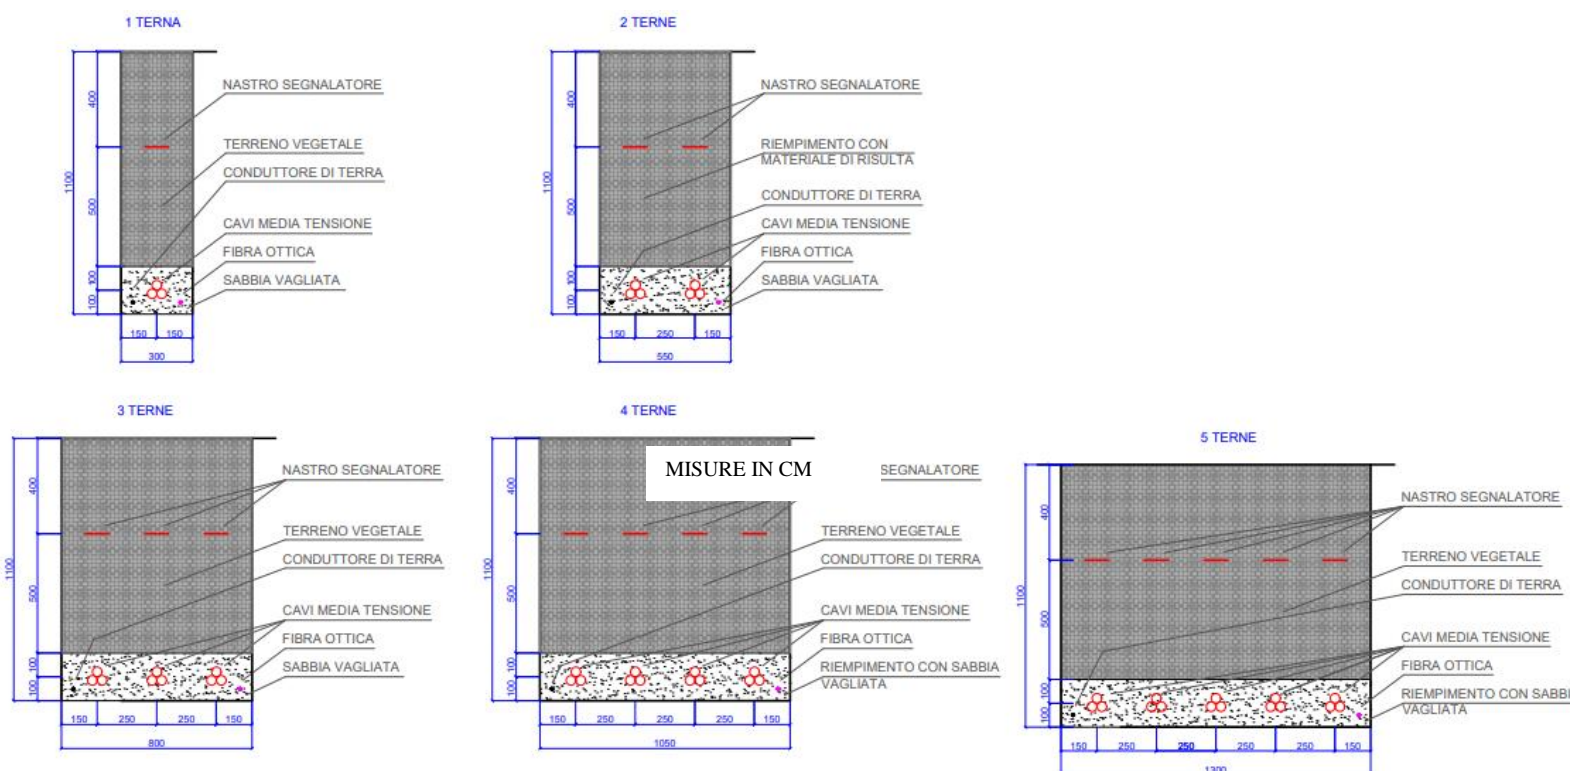 1 TERNA
1100
400
500
100
100
NASTRO SEGNALATORE
TERRENO VEGETALE
CONDUTTORE DI TERRA
CAVI MEDIA TENSIONE
FIBRA OTTICA
SABBIA VAGLIATA
150 150
300
2 TERNE
1100
400
500
100
100
NASTRO SEGNALATORE
RIEMPIMENTO CON
MATERIALE DI RISULTA
CONDUTTORE DI TERRA
CAVI MEDIA TENSIONE
FIBRA OTTICA
SABBIA VAGLIATA
150 250 150
550
3 TERNE
1100
400
500
100
100
NASTRO SEGNALATORE
TERRENO VEGETALE
CONDUTTORE DI TERRA
CAVI MEDIA TENSIONE
FIBRA OTTICA
SABBIA VAGLIATA
150 250 250 150
800
4 TERNE
1100
400
500
100
100
MISURE IN CM
SEGNALATORE
TERRENO VEGETALE
CONDUTTORE DI TERRA
CAVI MEDIA TENSIONE
FIBRA OTTICA
RIEMPIMENTO CON SABBIA
VAGLIATA
150 250 250 250 150
1050
5 TERNE
1100
400
500
100
100
NASTRO SEGNALATORE
TERRENO VEGETALE
CONDUTTORE DI TERRA
CAVI MEDIA TENSIONE
FIBRA OTTICA
RIEMPIMENTO CON SABBI
VAGLIATA
150 250 250 250 250 150
1300